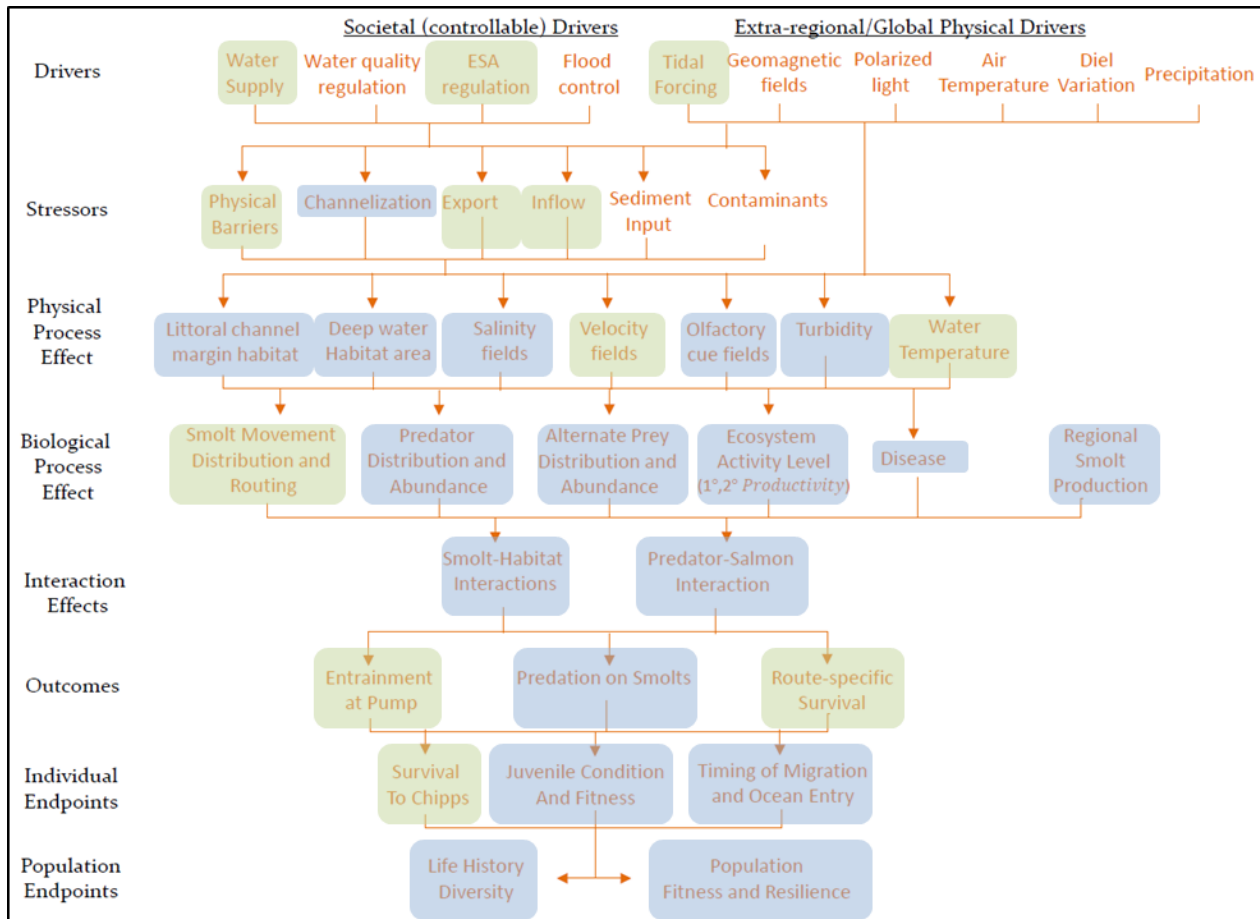 Societal (controllable) Drivers
Extra-regional/Global Physical Drivers
Drivers
Water
Supply
Water quality
regulation
ESA
regulation
Flood
control
Tidal
Forcing
Geomagnetic
fields
Polarized
light
Air
Temperature
Diel
Variation
Precipitation
Stressors
Physical
Barriers
Channelization
Export
Inflow
Sediment
Input
Contaminants
Physical
Process
Effect
Littoral channel
margin habitat
Deep water
Habitat area
Salinity
fields
Velocity
fields
Olfactory
cue fields
Turbidity
Water
Temperature
Biological
Process
Effect
Smolt Movement
Distribution and
Routing
Predator
Distribution and
Abundance
Alternate Prey
Distribution and
Abundance
Ecosystem
Activity Level
(1°,2° Productivity)
Disease
Regional
Smolt
Production
Interaction
Effects
Smolt-Habitat
Interactions
Predator-Salmon
Interaction
Outcomes
Entrainment
at Pump
Predation on Smolts
Route-specific
Survival
Individual
Endpoints
Survival
To Chipps
Juvenile Condition
And Fitness
Timing of Migration
and Ocean Entry
Population
Endpoints
Life History
Diversity
Population
Fitness and Resilience